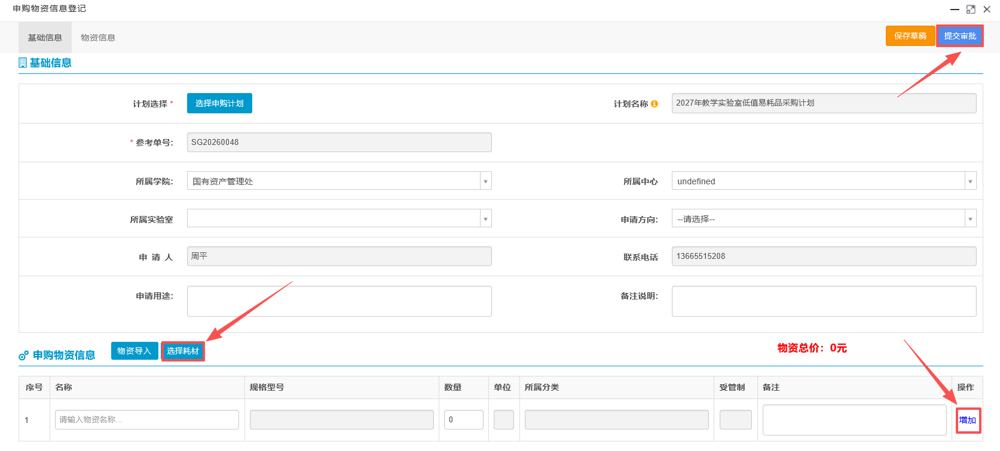 申购物资信息登记
基础信息 物资信息 保存草稿 提交审批
基础信息
计划选择 * 选择申购计划 计划名称 2027年教学实验室低值易耗品采购计划
* 参考单号: SG20260048
所属学院: 国有资产管理处 所属中心 undefined
所属实验室 申请方向: --请选择--
申 请 人 周平 联系电话 13665515208
申请用途: 备注说明:
申购物资信息 物资导入 选择耗材 物资总价：0元
序号 名称 规格型号 数量 单位 所属分类 受管制 备注 操作
1 请输入物资名称... 0 增加